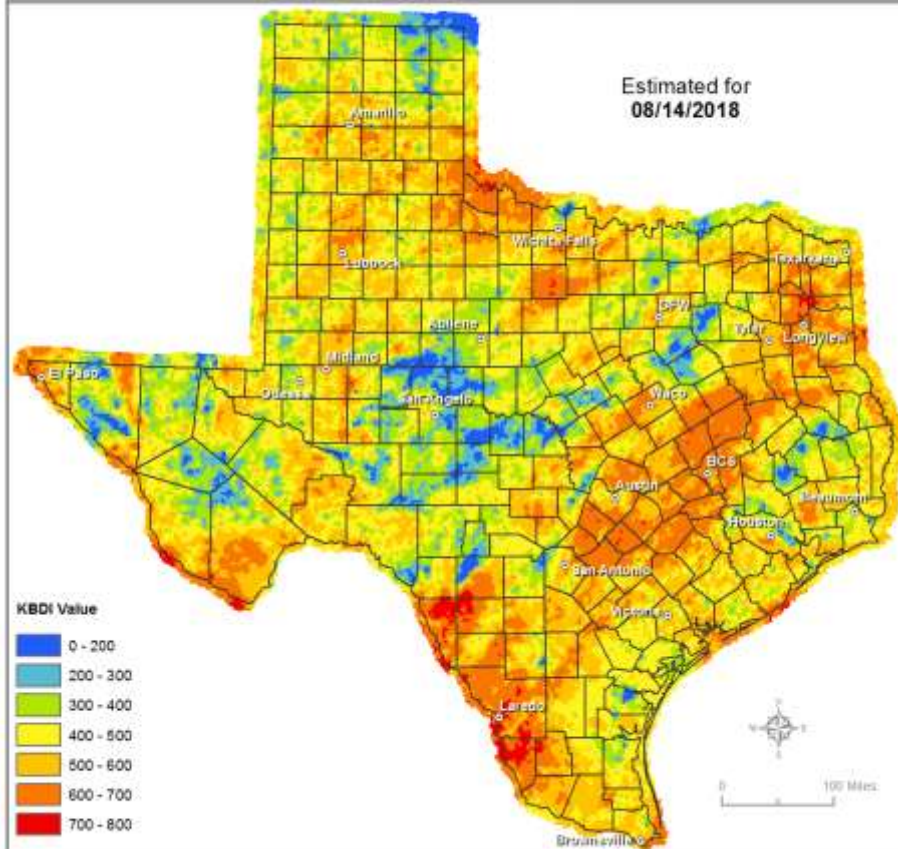 Estimated for
08/14/2018
Amarillo
Wichita Falls
Lubbock
Texarkana
DFW
Abilene
Tyler
Longview
Midland
El Paso
Odessa
San Angelo
Waco
BCS
Austin
Beaumont
Houston
San Antonio
Victoria
KBDI Value
0 - 200
200 - 300
300 - 400
400 - 500
500 - 600
600 - 700
700 - 800
Laredo
N
W E
S
0 100 Miles
Brownsville